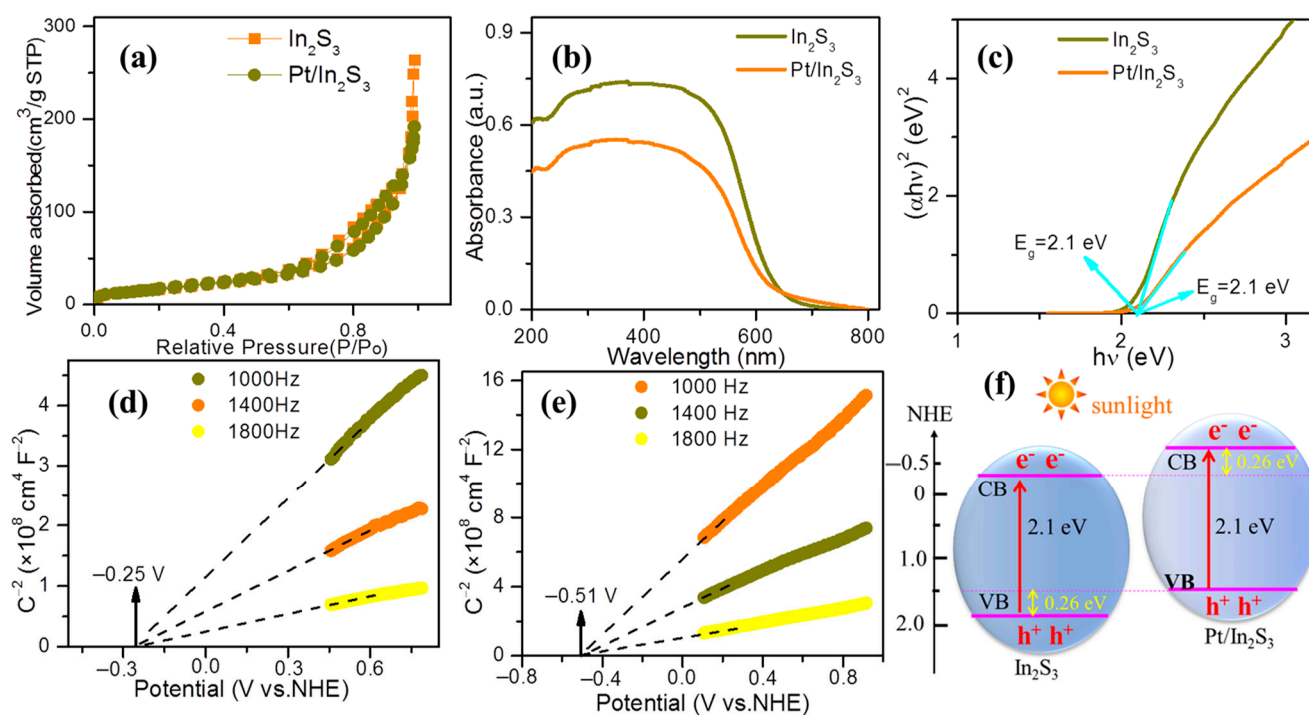 (a)
In₂S₃
Pt/In₂S₃
Volume adsorbed(cm³/g STP)
300
200
100
0
0.0 0.4 0.8
Relative Pressure(P/Po)
(b)
In₂S₃
Pt/In₂S₃
Absorbance (a.u.)
0.9
0.6
0.3
0.0
200 300 400 500 600 700 800
Wavelength (nm)
(c)
In₂S₃
Pt/In₂S₃
(αhν)² (eV)²
4
2
0
E_g=2.1 eV
E_g=2.1 eV
1 2 3
hν (eV)
(d)
1000Hz
1400Hz
1800Hz
C⁻² (×10⁸ cm⁴ F⁻²)
4
3
2
1
0
−0.25 V
−0.3 0.0 0.3 0.6
Potential (V vs.NHE)
(e)
1000 Hz
1400 Hz
1800 Hz
C⁻² (×10⁸ cm⁴ F⁻²)
16
12
8
4
0
−0.51 V
−0.8 −0.4 0.0 0.4 0.8
Potential (V vs.NHE)
(f)
sunlight
NHE
−0.5
0
1.0
2.0
e⁻ e⁻
CB
2.1 eV
VB
0.26 eV
h⁺ h⁺
In₂S₃
e⁻ e⁻
CB
0.26 eV
2.1 eV
VB
h⁺ h⁺
Pt/In₂S₃